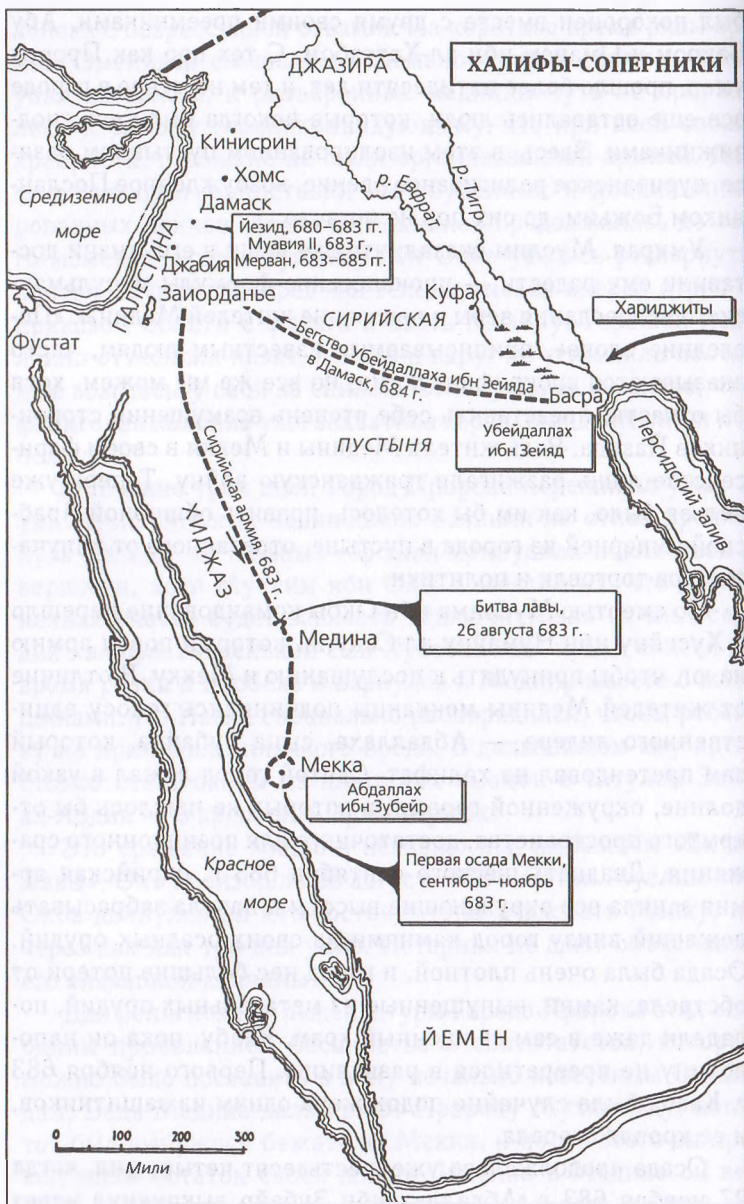 ХАЛИФЫ-СОПЕРНИКИ
ДЖАЗИРА
Кинисрин
Хомс
Дамаск
Средиземное
море
р. Евфрат
р. Тигр
Йезид, 680–683 гг.
Муавия II, 683 г.
Мерван, 683–685 гг.
ПАЛЕСТИНА
Джабия
Заиорданье
Фустат
Куфа
СИРИЙСКАЯ
Хариджиты
Бегство Убайдаллаха ибн Зейяда
в Дамаск, 684 г.
Басра
ПУСТЫНЯ
Убейдаллах
ибн Зейяд
Персидский залив
Сирийская армия, 683 г.
ХИДЖАЗ
Битва лавы,
26 августа 683 г.
Медина
Мекка
Абдаллах
ибн Зубейр
Первая осада Мекки,
сентябрь–ноябрь
683 г.
Красное
море
ЙЕМЕН
0 100 200 300
Мили